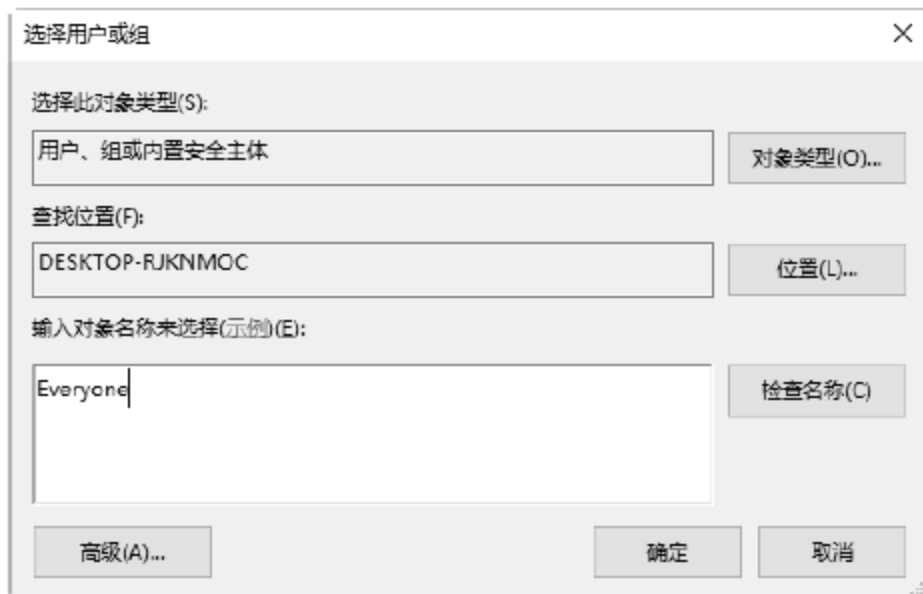 选择用户或组
选择此对象类型(S):
用户、组或内置安全主体
对象类型(O)...
查找位置(F):
DESKTOP-RJKNMOC
位置(L)...
输入对象名称来选择(示例)(E):
Everyone
检查名称(C)
高级(A)...
确定
取消